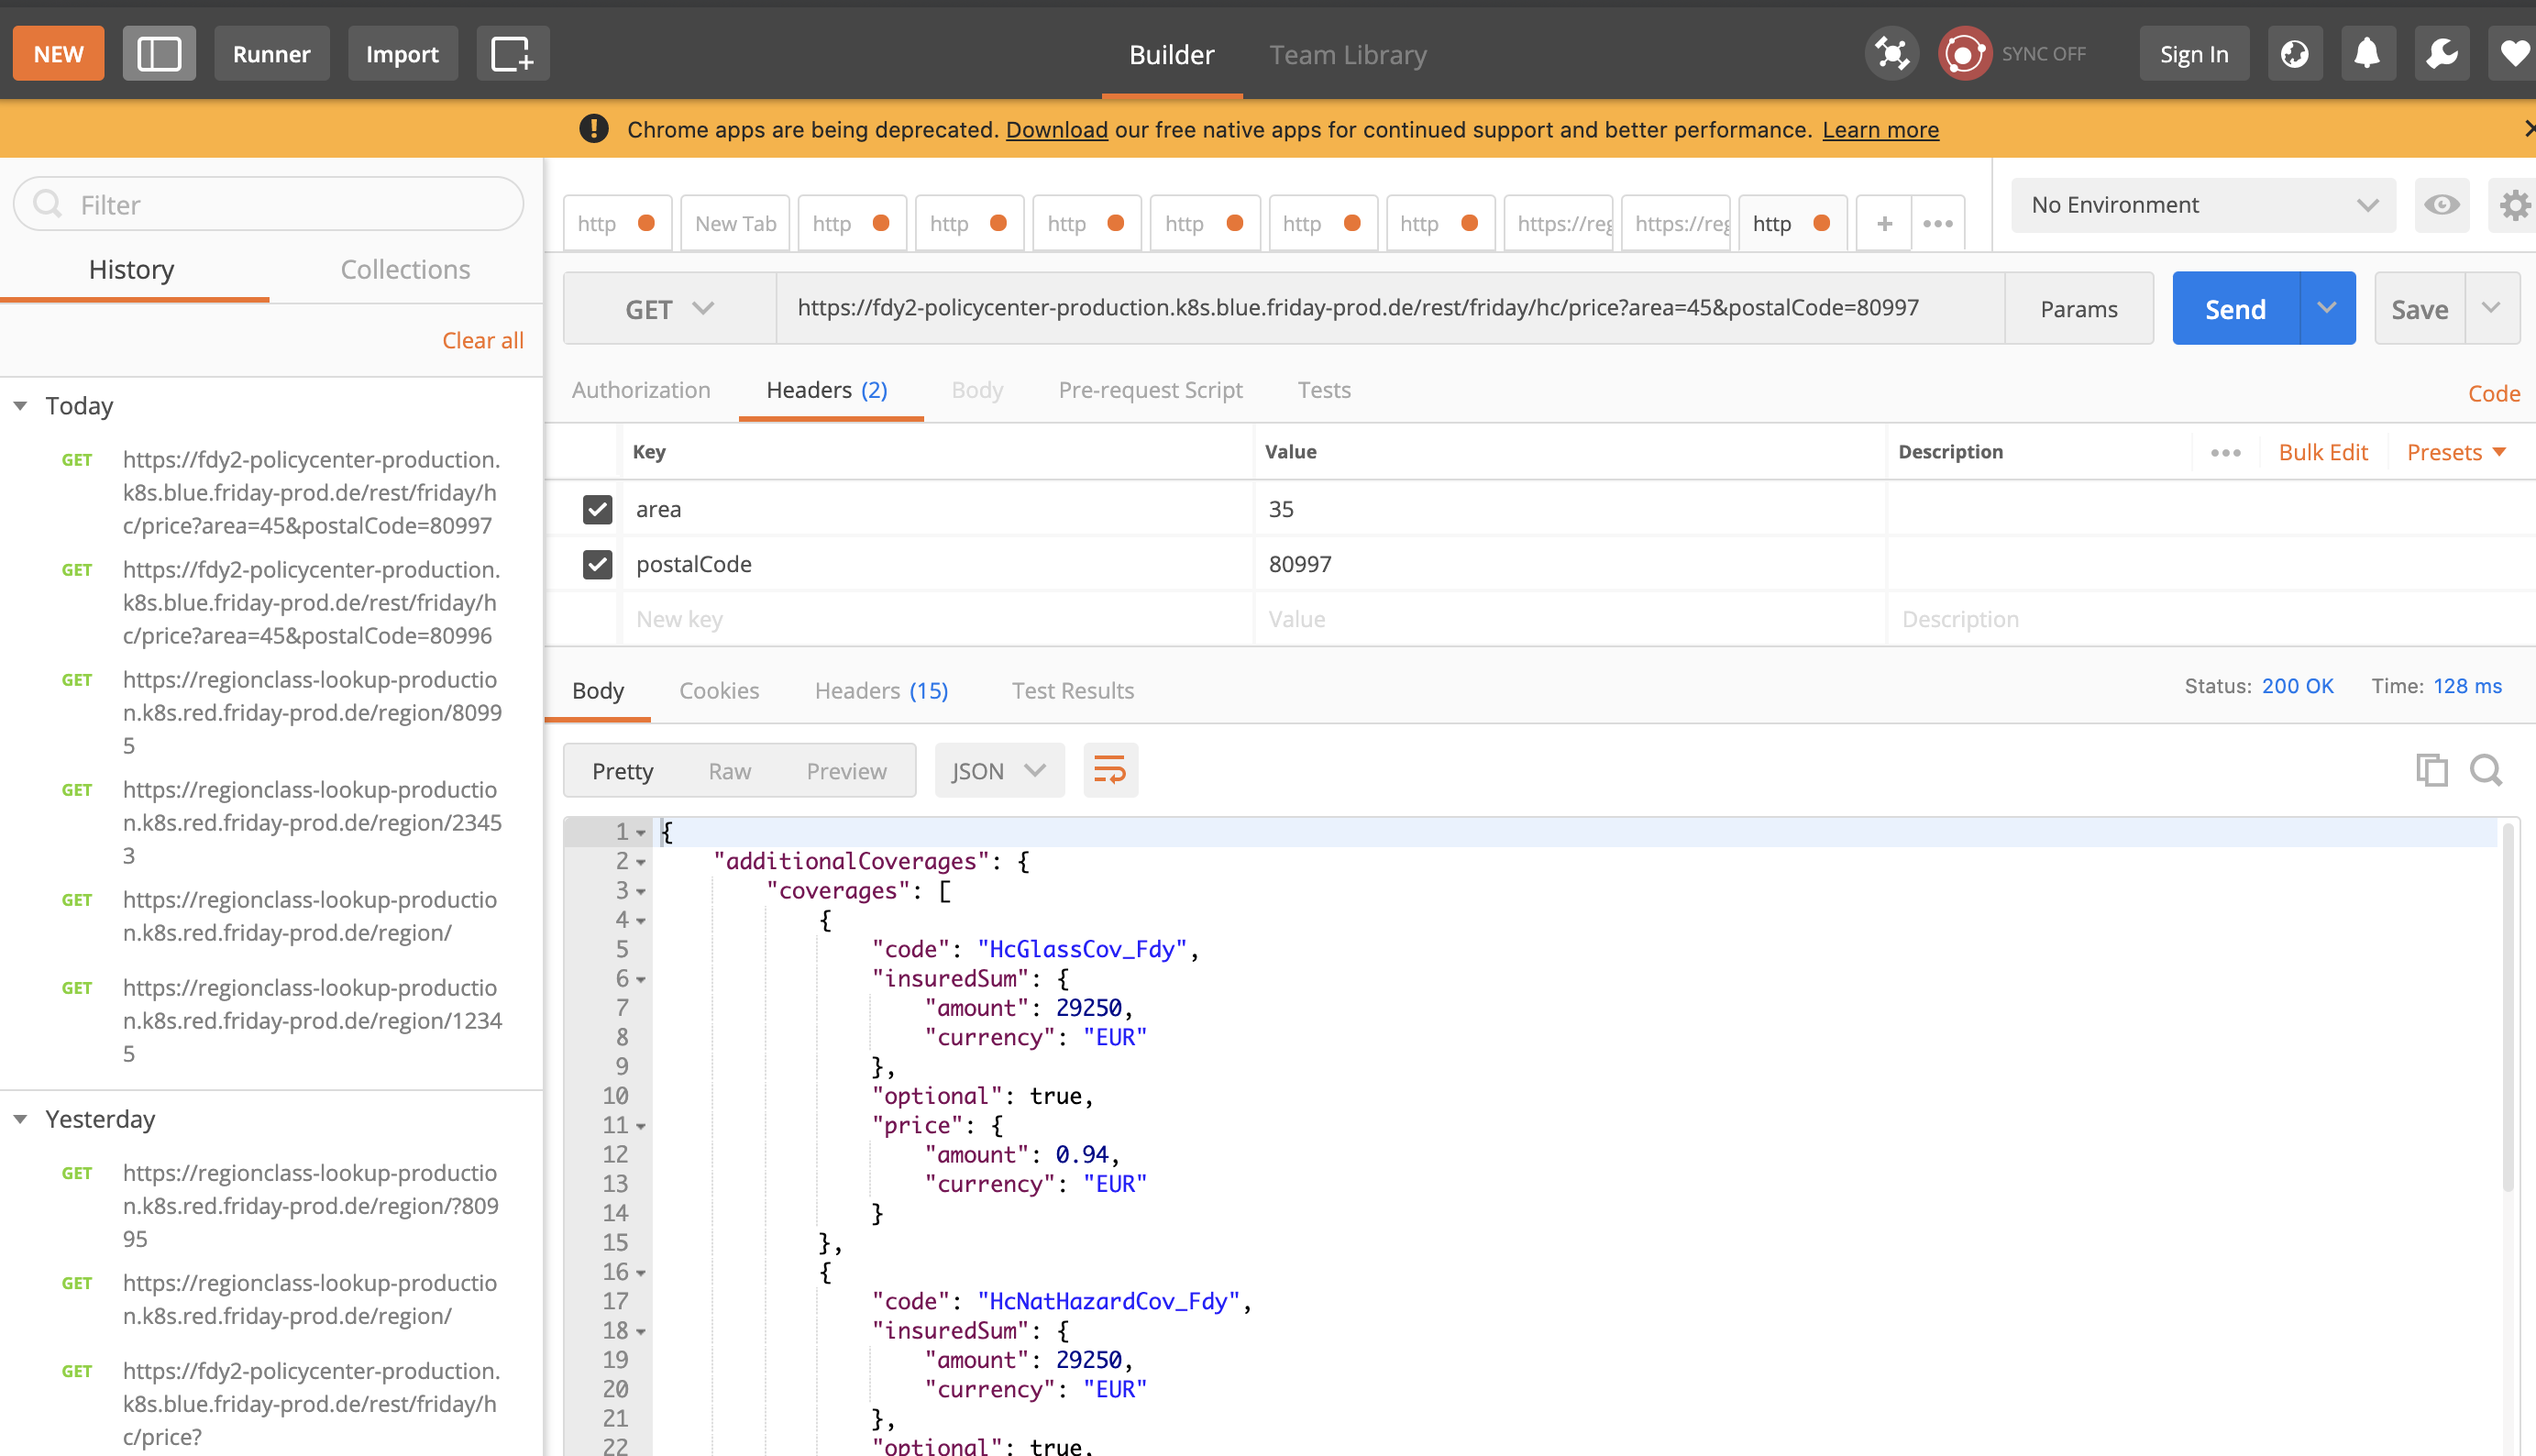 NEW
Runner
Import
Builder
Team Library
SYNC OFF
Sign In
Chrome apps are being deprecated. Download our free native apps for continued support and better performance. Learn more
Filter
History
Collections
Clear all
Today
GET https://fdy2-policycenter-production.
k8s.blue.friday-prod.de/rest/friday/h
c/price?area=45&postalCode=80997
GET https://fdy2-policycenter-production.
k8s.blue.friday-prod.de/rest/friday/h
c/price?area=45&postalCode=80996
GET https://regionclass-lookup-productio
n.k8s.red.friday-prod.de/region/8099
5
GET https://regionclass-lookup-productio
n.k8s.red.friday-prod.de/region/2345
3
GET https://regionclass-lookup-productio
n.k8s.red.friday-prod.de/region/
GET https://regionclass-lookup-productio
n.k8s.red.friday-prod.de/region/1234
5
Yesterday
GET https://regionclass-lookup-productio
n.k8s.red.friday-prod.de/region/?809
95
GET https://regionclass-lookup-productio
n.k8s.red.friday-prod.de/region/
GET https://fdy2-policycenter-production.
k8s.blue.friday-prod.de/rest/friday/h
c/price?
http New Tab http http http http http http https://reg https://reg http + •••
No Environment
GET https://fdy2-policycenter-production.k8s.blue.friday-prod.de/rest/friday/hc/price?area=45&postalCode=80997 Params Send Save
Authorization Headers (2) Body Pre-request Script Tests Code
Key Value Description ••• Bulk Edit Presets
area 35
postalCode 80997
New key Value Description
Body Cookies Headers (15) Test Results Status: 200 OK Time: 128 ms
Pretty Raw Preview JSON
1 {
2 "additionalCoverages": {
3 "coverages": [
4 {
5 "code": "HcGlassCov_Fdy",
6 "insuredSum": {
7 "amount": 29250,
8 "currency": "EUR"
9 },
10 "optional": true,
11 "price": {
12 "amount": 0.94,
13 "currency": "EUR"
14 }
15 },
16 {
17 "code": "HcNatHazardCov_Fdy",
18 "insuredSum": {
19 "amount": 29250,
20 "currency": "EUR"
21 },
22 "optional": true,